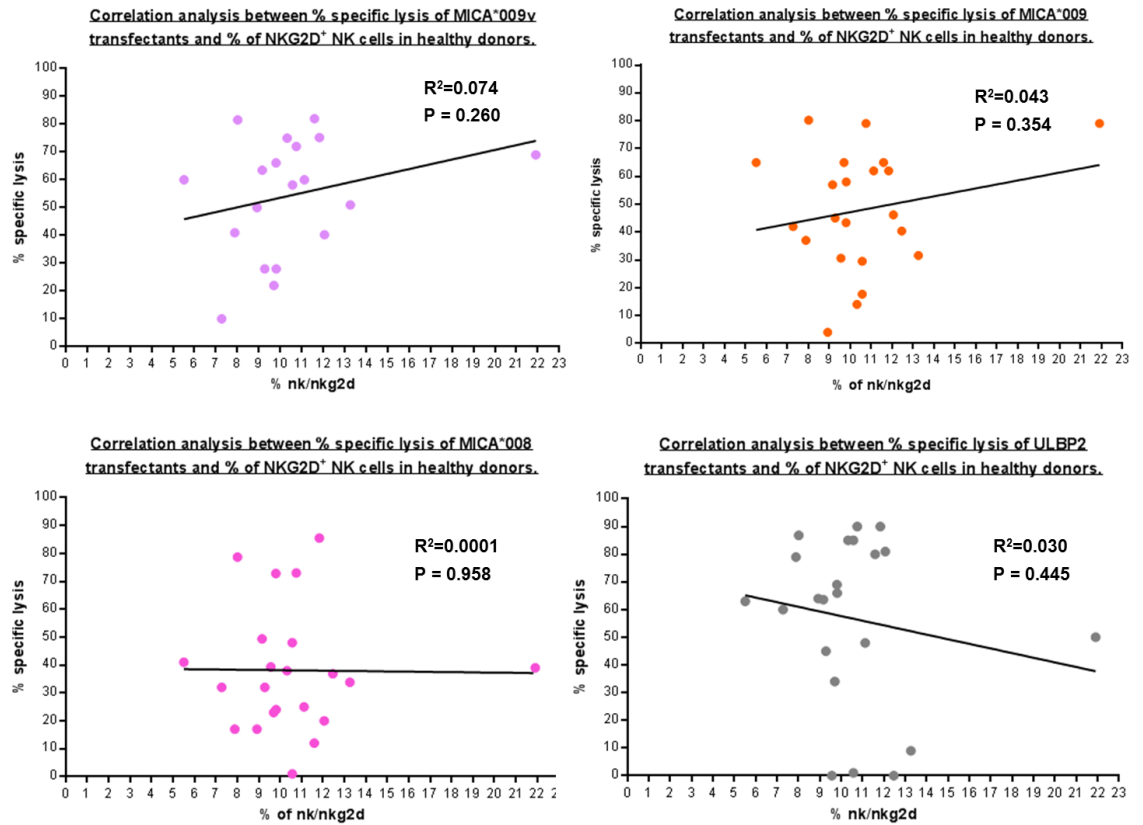 Correlation analysis between % specific lysis of MICA*009v
transfectants and % of NKG2D+ NK cells in healthy donors.
R²=0.074
P = 0.260
% specific lysis
100
90
80
70
60
50
40
30
20
10
0
0 1 2 3 4 5 6 7 8 9 10 11 12 13 14 15 16 17 18 19 20 21 22 23
% nk/nkg2d
Correlation analysis between % specific lysis of MICA*009
transfectants and % of NKG2D+ NK cells in healthy donors.
R²=0.043
P = 0.354
% specific lysis
100
90
80
70
60
50
40
30
20
10
0
0 1 2 3 4 5 6 7 8 9 10 11 12 13 14 15 16 17 18 19 20 21 22 23
% of nk/nkg2d
Correlation analysis between % specific lysis of MICA*008
transfectants and % of NKG2D+ NK cells in healthy donors.
R²=0.0001
P = 0.958
% specific lysis
100
90
80
70
60
50
40
30
20
10
0
0 1 2 3 4 5 6 7 8 9 10 11 12 13 14 15 16 17 18 19 20 21 22
% of nk/nkg2d
Correlation analysis between % specific lysis of ULBP2
transfectants and % of NKG2D+ NK cells in healthy donors.
R²=0.030
P = 0.445
% specific lysis
100
90
80
70
60
50
40
30
20
10
0
0 1 2 3 4 5 6 7 8 9 10 11 12 13 14 15 16 17 18 19 20 21 22 23
% nk/nkg2d